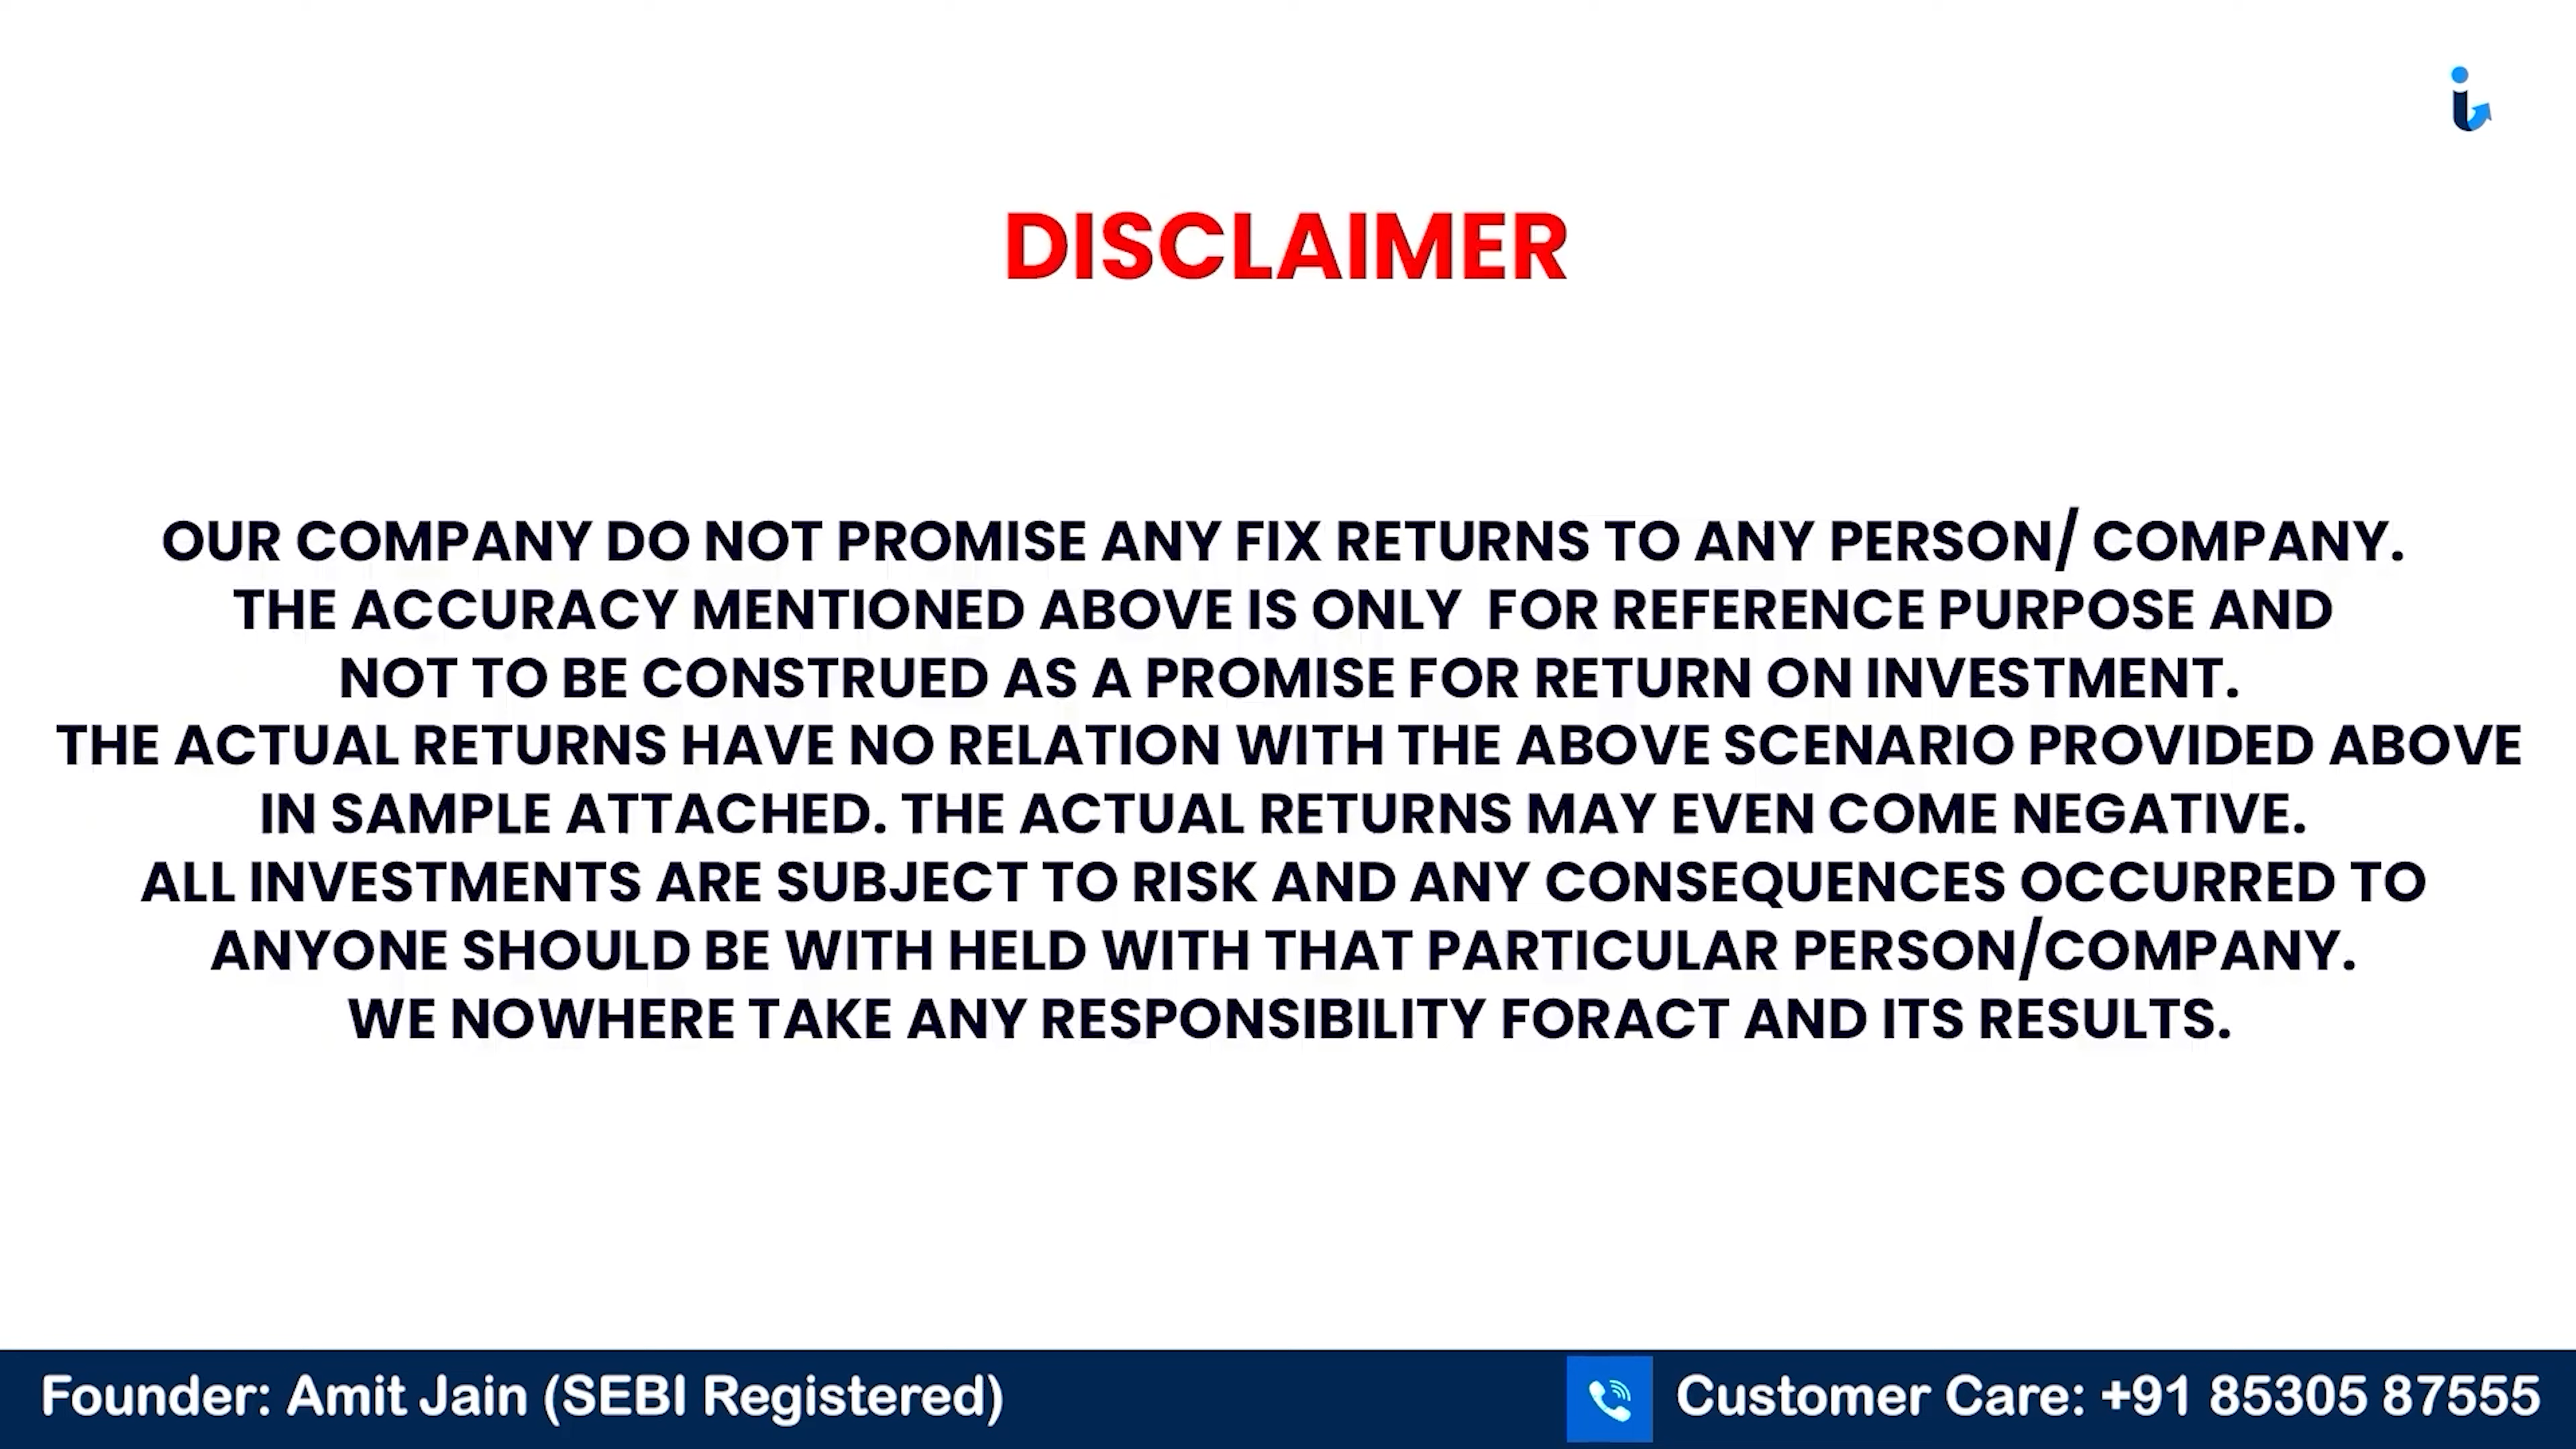 DISCLAIMER
OUR COMPANY DO NOT PROMISE ANY FIX RETURNS TO ANY PERSON/ COMPANY.
THE ACCURACY MENTIONED ABOVE IS ONLY  FOR REFERENCE PURPOSE AND
NOT TO BE CONSTRUED AS A PROMISE FOR RETURN ON INVESTMENT.
THE ACTUAL RETURNS HAVE NO RELATION WITH THE ABOVE SCENARIO PROVIDED ABOVE
IN SAMPLE ATTACHED. THE ACTUAL RETURNS MAY EVEN COME NEGATIVE.
ALL INVESTMENTS ARE SUBJECT TO RISK AND ANY CONSEQUENCES OCCURRED TO
ANYONE SHOULD BE WITH HELD WITH THAT PARTICULAR PERSON/COMPANY.
WE NOWHERE TAKE ANY RESPONSIBILITY FORACT AND ITS RESULTS.
Founder: Amit Jain (SEBI Registered)
Customer Care: +91 85305 87555